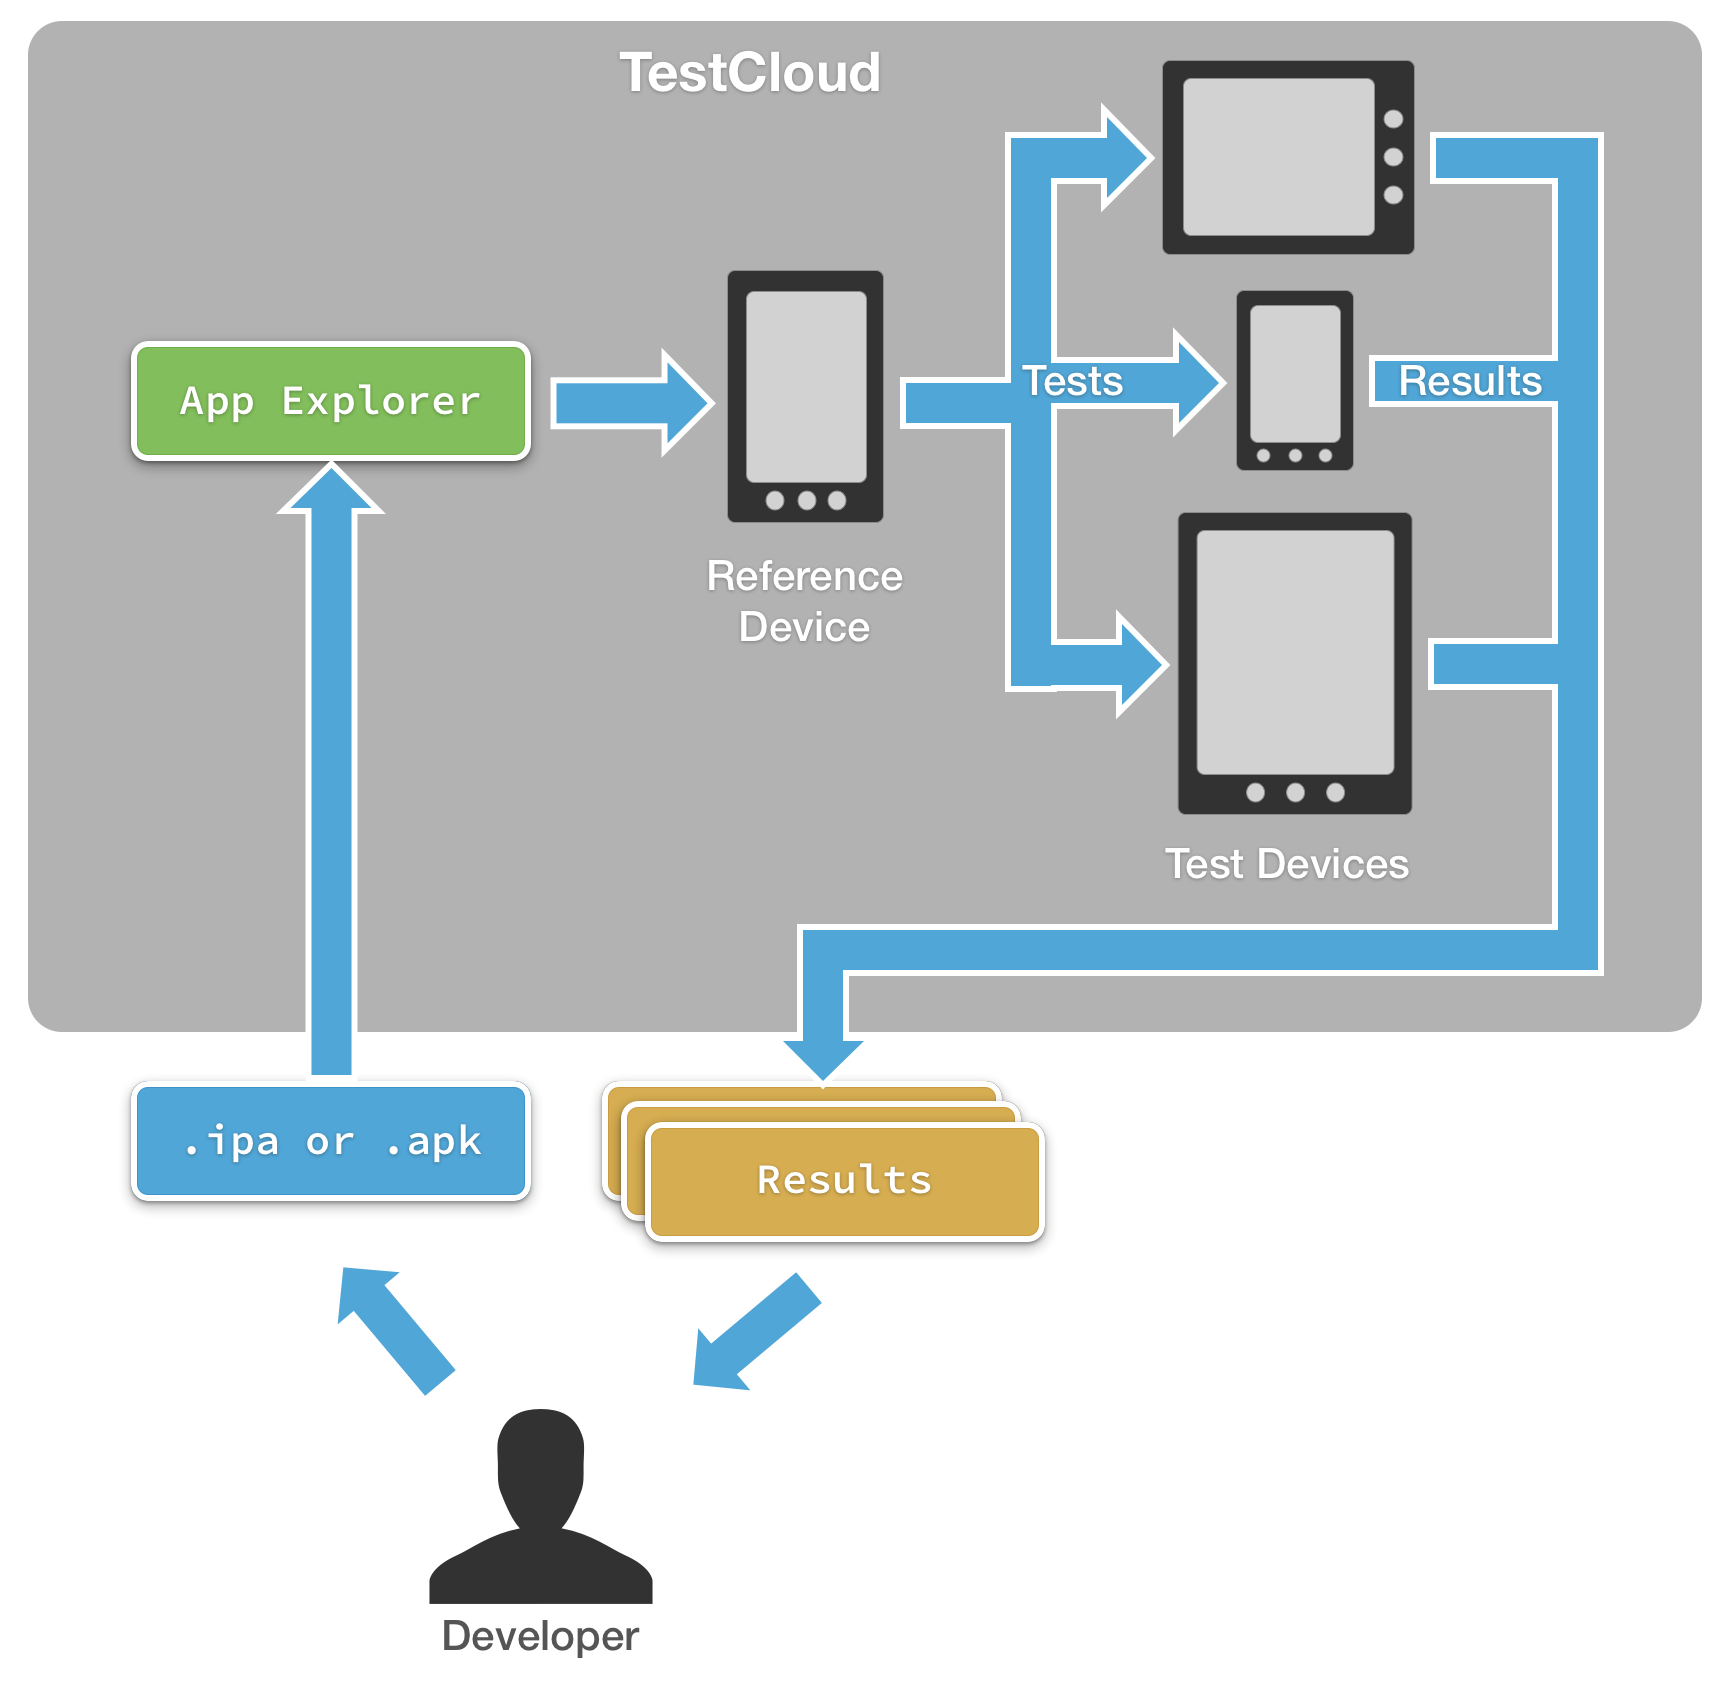 TestCloud
App Explorer
Tests
Results
Reference
Device
Test Devices
.ipa or .apk
Results
Developer